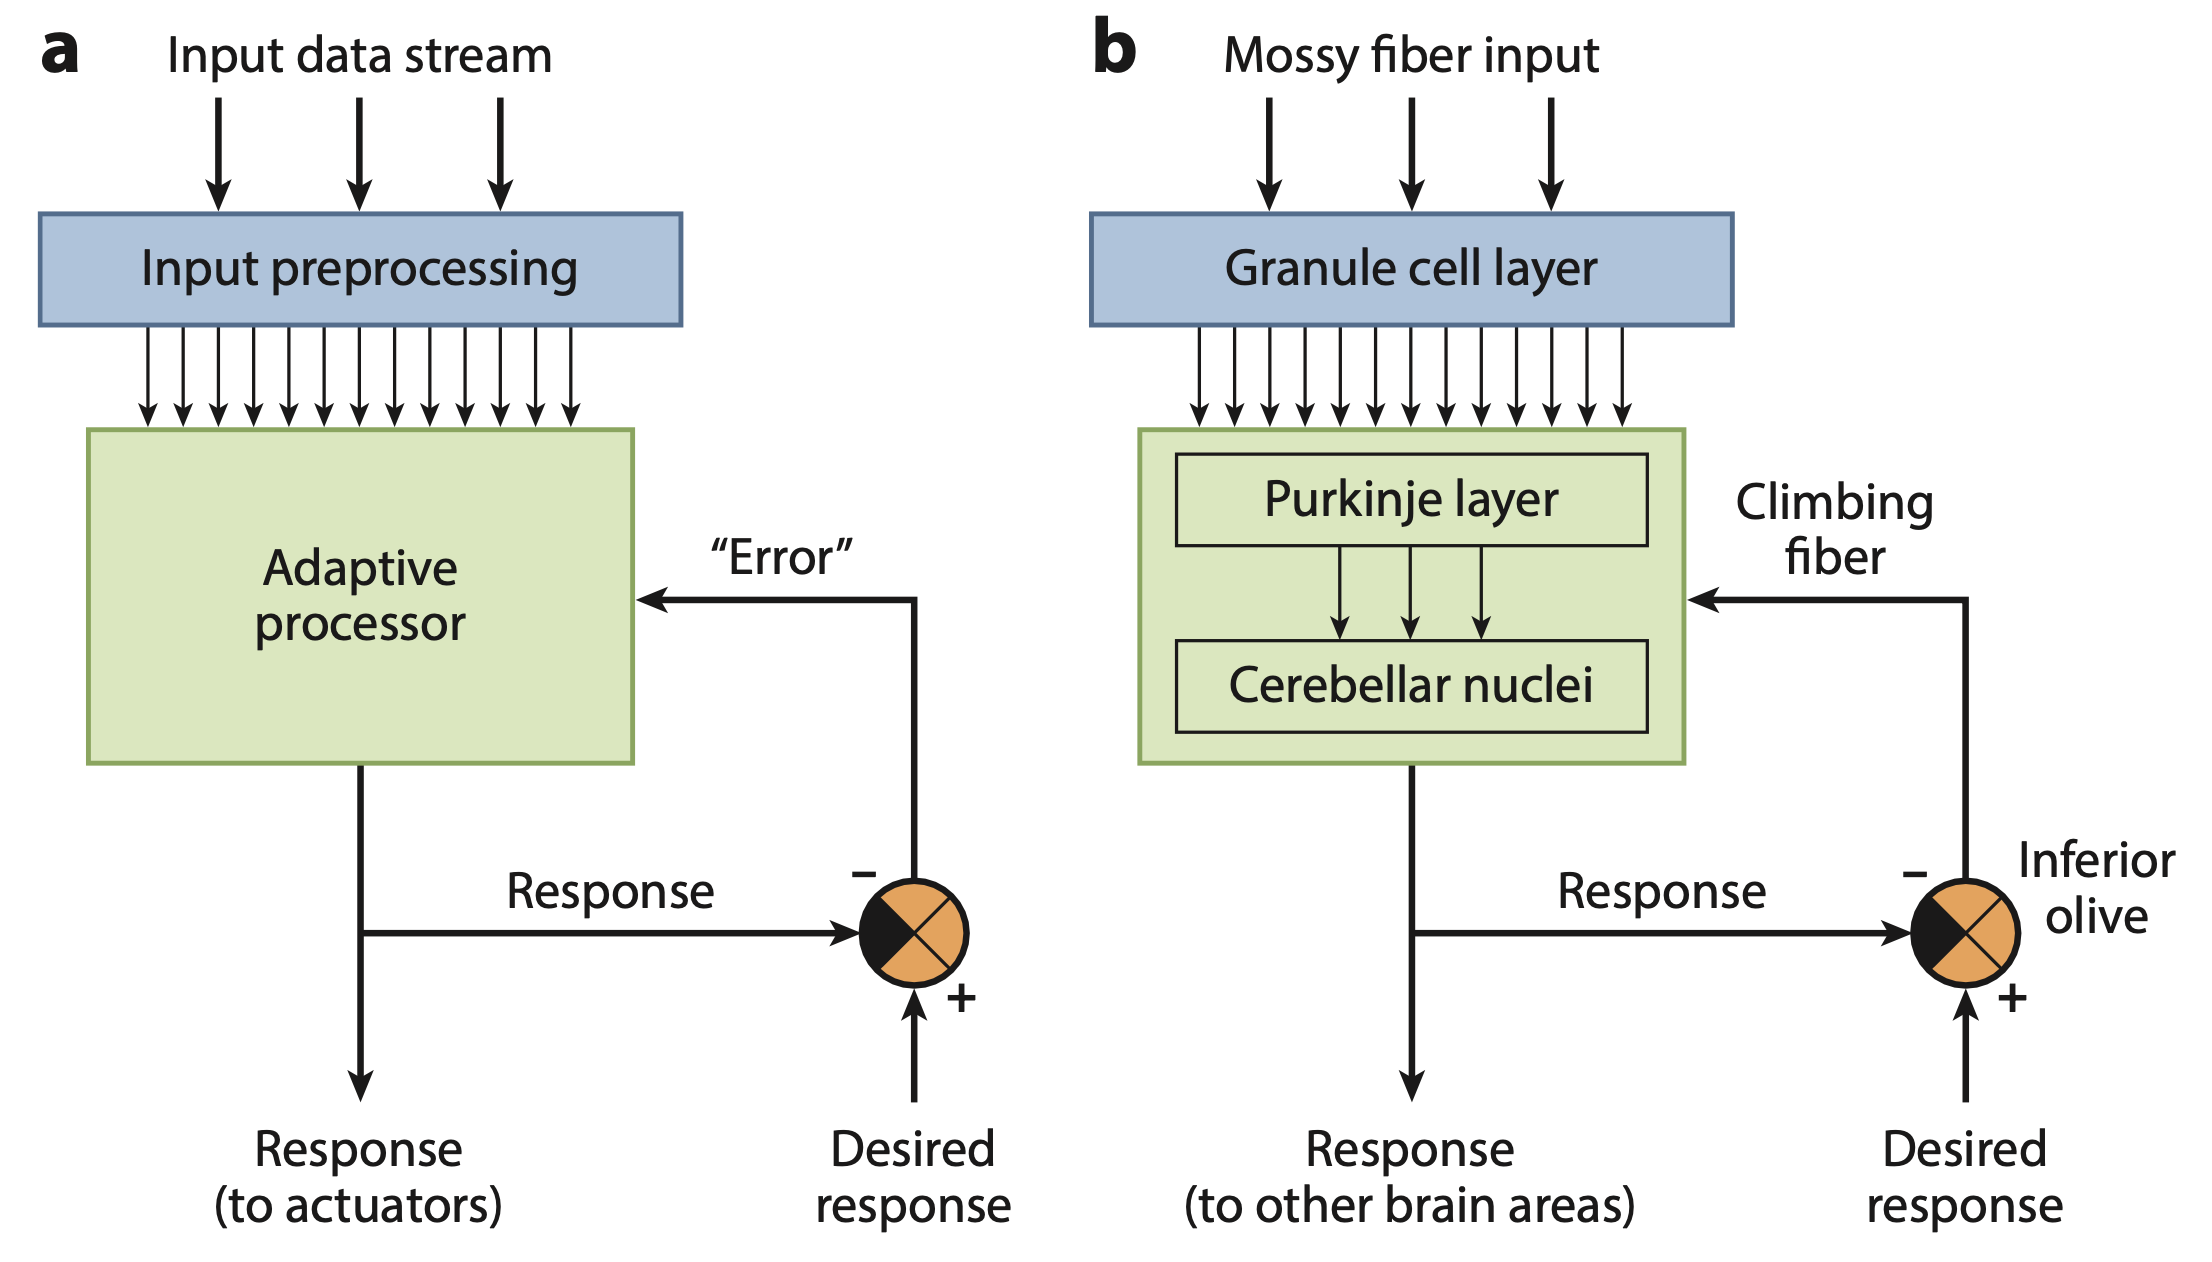 a
Input data stream
Input preprocessing
Adaptive
processor
“Error”
–
Response
+
Response
(to actuators)
Desired
response
b
Mossy fiber input
Granule cell layer
Purkinje layer
Cerebellar nuclei
Climbing
fiber
–
Inferior
olive
Response
+
Response
(to other brain areas)
Desired
response